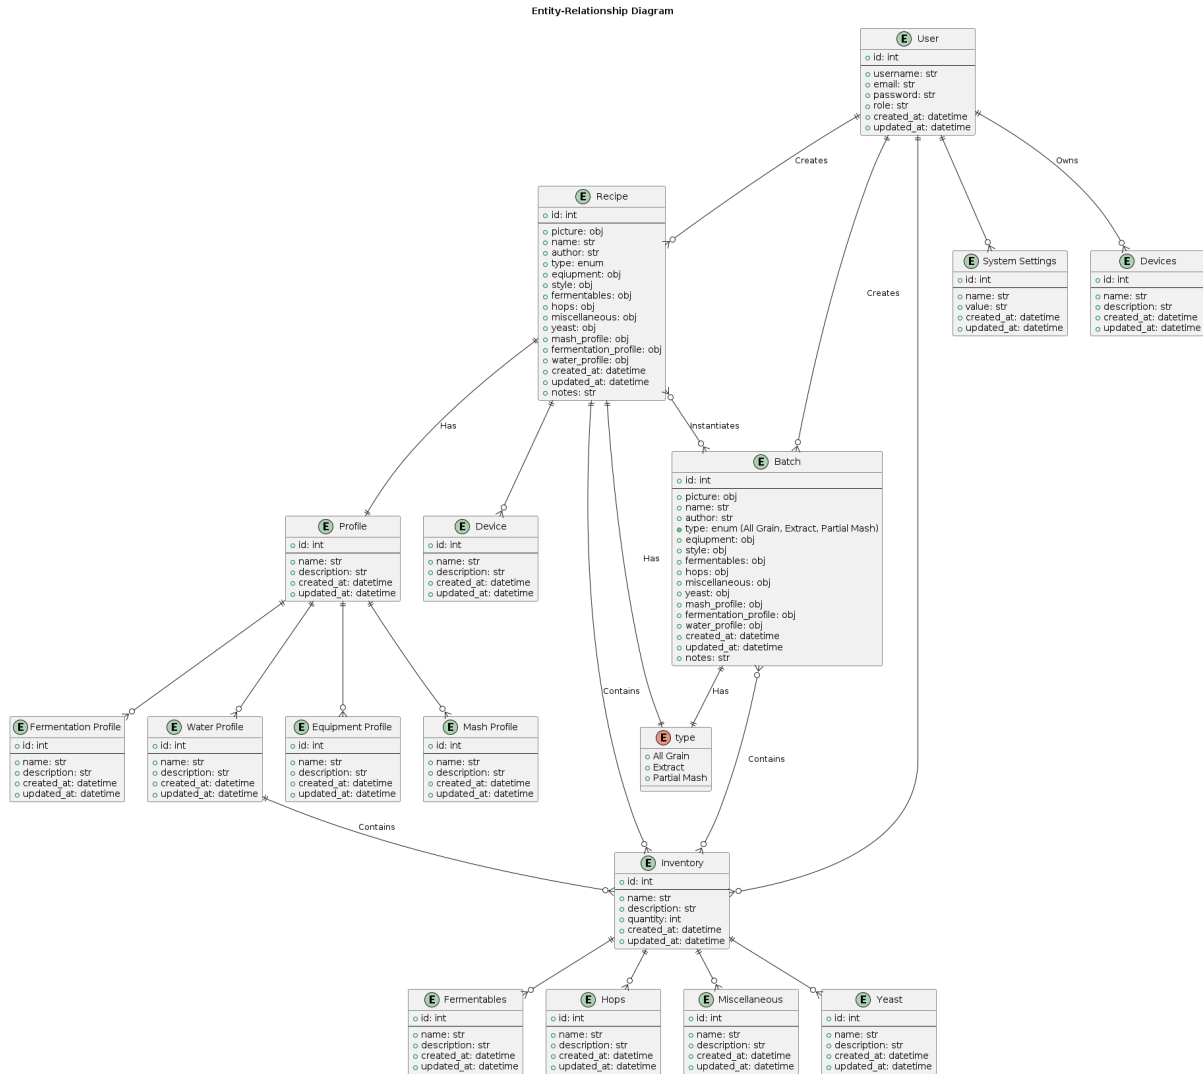 Entity-Relationship Diagram
E User
id: int
username: str
email: str
password: str
role: str
created_at: datetime
updated_at: datetime
Creates
Owns
Creates
E Recipe
id: int
picture: obj
name: str
author: str
type: enum
eqiupment: obj
style: obj
fermentables: obj
hops: obj
miscellaneous: obj
yeast: obj
mash_profile: obj
fermentation_profile: obj
water_profile: obj
created_at: datetime
updated_at: datetime
notes: str
E System Settings
id: int
name: str
value: str
created_at: datetime
updated_at: datetime
E Devices
id: int
name: str
description: str
created_at: datetime
updated_at: datetime
Has
Instantiates
E Batch
id: int
picture: obj
name: str
author: str
type: enum (All Grain, Extract, Partial Mash)
eqiupment: obj
style: obj
fermentables: obj
hops: obj
miscellaneous: obj
yeast: obj
mash_profile: obj
fermentation_profile: obj
water_profile: obj
created_at: datetime
updated_at: datetime
notes: str
E Profile
id: int
name: str
description: str
created_at: datetime
updated_at: datetime
E Device
id: int
name: str
description: str
created_at: datetime
updated_at: datetime
Has
Contains
Has
E Fermentation Profile
id: int
name: str
description: str
created_at: datetime
updated_at: datetime
E Water Profile
id: int
name: str
description: str
created_at: datetime
updated_at: datetime
E Equipment Profile
id: int
name: str
description: str
created_at: datetime
updated_at: datetime
E Mash Profile
id: int
name: str
description: str
created_at: datetime
updated_at: datetime
E type
All Grain
Extract
Partial Mash
Contains
Contains
E Inventory
id: int
name: str
description: str
quantity: int
created_at: datetime
updated_at: datetime
E Fermentables
id: int
name: str
description: str
created_at: datetime
updated_at: datetime
E Hops
id: int
name: str
description: str
created_at: datetime
updated_at: datetime
E Miscellaneous
id: int
name: str
description: str
created_at: datetime
updated_at: datetime
E Yeast
id: int
name: str
description: str
created_at: datetime
updated_at: datetime